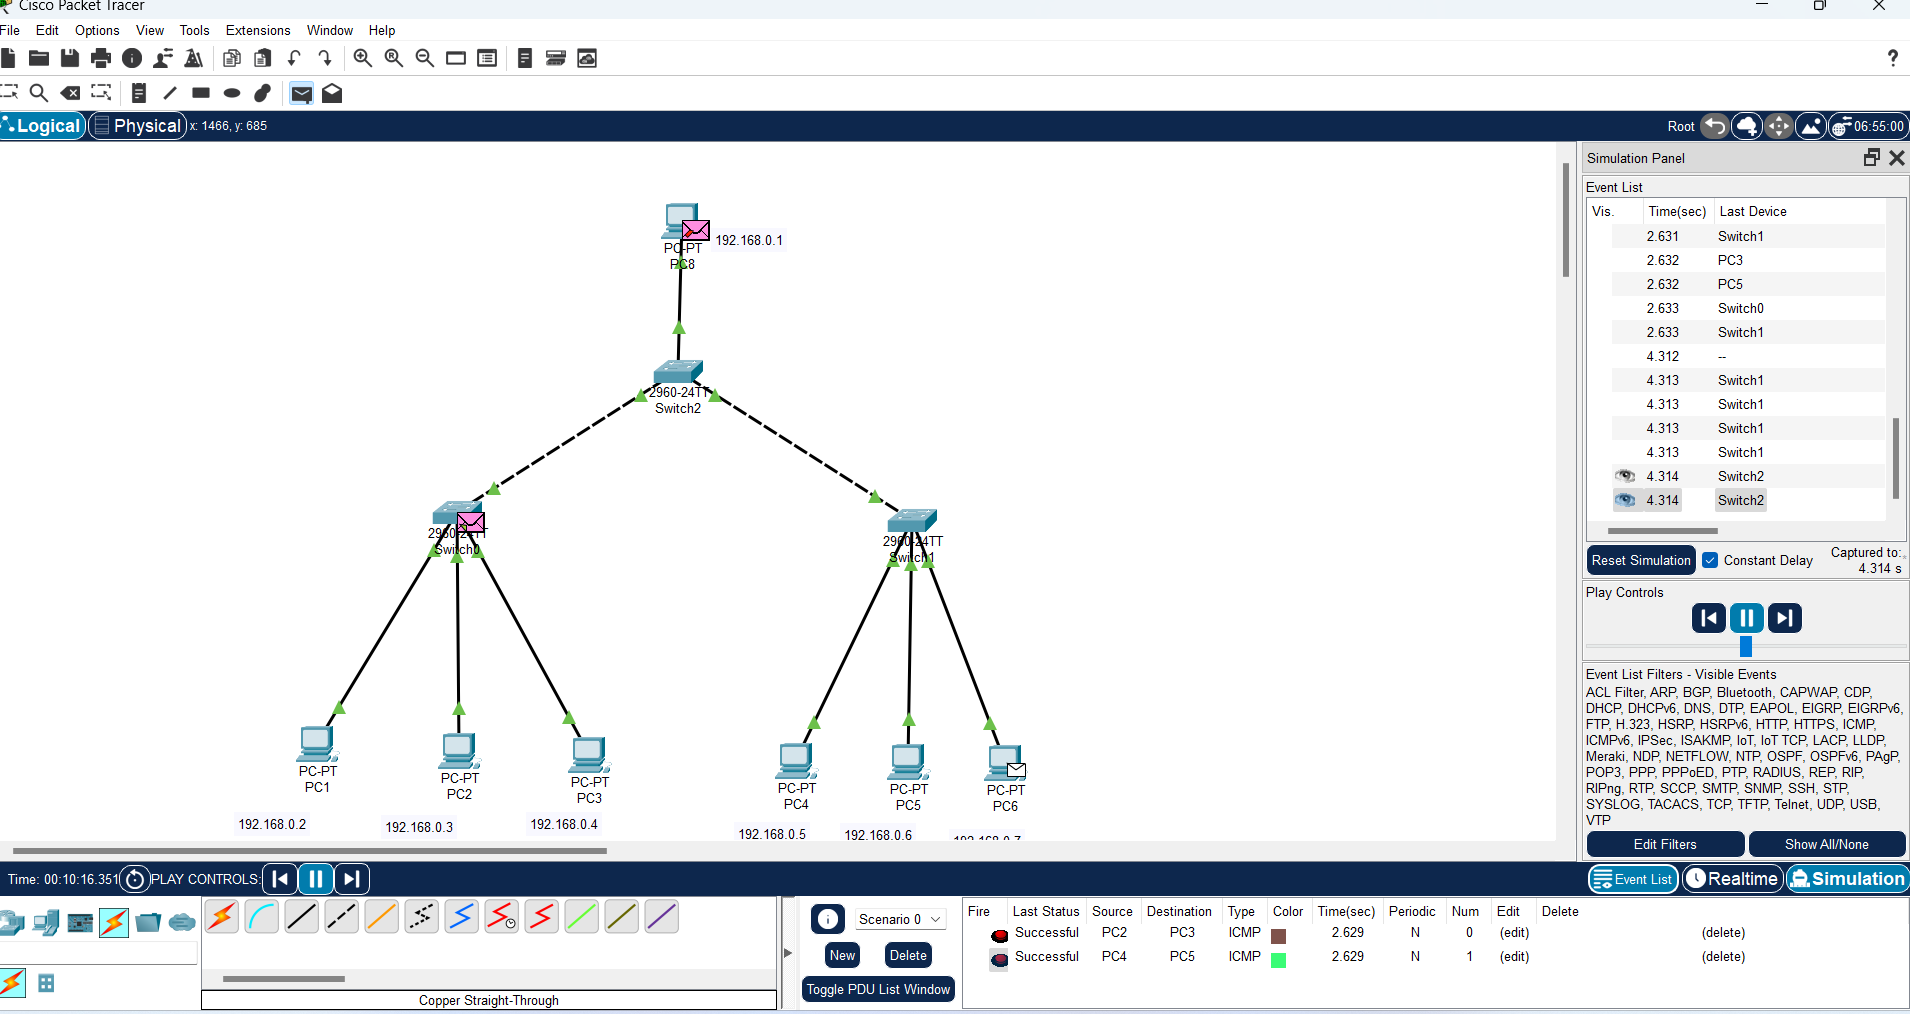 Cisco Packet Tracer
File Edit Options View Tools Extensions Window Help
?
Logical Physical x: 1466, y: 685 Root 06:55:00
Simulation Panel
Event List
Vis. Time(sec) Last Device
2.631 Switch1
2.632 PC3
2.632 PC5
2.633 Switch0
2.633 Switch1
4.312 --
4.313 Switch1
4.313 Switch1
4.313 Switch1
4.313 Switch1
4.314 Switch2
4.314 Switch2
Reset Simulation Constant Delay Captured to:
4.314 s
Play Controls
Event List Filters - Visible Events
ACL Filter, ARP, BGP, Bluetooth, CAPWAP, CDP,
DHCP, DHCPv6, DNS, DTP, EAPOL, EIGRP, EIGRPv6,
FTP, H.323, HSRP, HSRPv6, HTTP, HTTPS, ICMP,
ICMPv6, IPSec, ISAKMP, IoT, IoT TCP, LACP, LLDP,
Meraki, NDP, NETFLOW, NTP, OSPF, OSPFv6, PAgP,
POP3, PPP, PPPoED, PTP, RADIUS, REP, RIP,
RIPng, RTP, SCCP, SMTP, SNMP, SSH, STP,
SYSLOG, TACACS, TCP, TFTP, Telnet, UDP, USB,
VTP
Edit Filters Show All/None
PC-PT
PC8
192.168.0.1
2960-24TT
Switch2
2960-24TT
Switch0
2960-24TT
Switch1
PC-PT
PC1
PC-PT
PC2
PC-PT
PC3
PC-PT
PC4
PC-PT
PC5
PC-PT
PC6
192.168.0.2
192.168.0.3
192.168.0.4
192.168.0.5
192.168.0.6
192.168.0.7
Time: 00:10:16.351 PLAY CONTROLS:
Event List Realtime Simulation
Copper Straight-Through
Scenario 0
New Delete
Toggle PDU List Window
Fire Last Status Source Destination Type Color Time(sec) Periodic Num Edit Delete
Successful PC2 PC3 ICMP 2.629 N 0 (edit) (delete)
Successful PC4 PC5 ICMP 2.629 N 1 (edit) (delete)